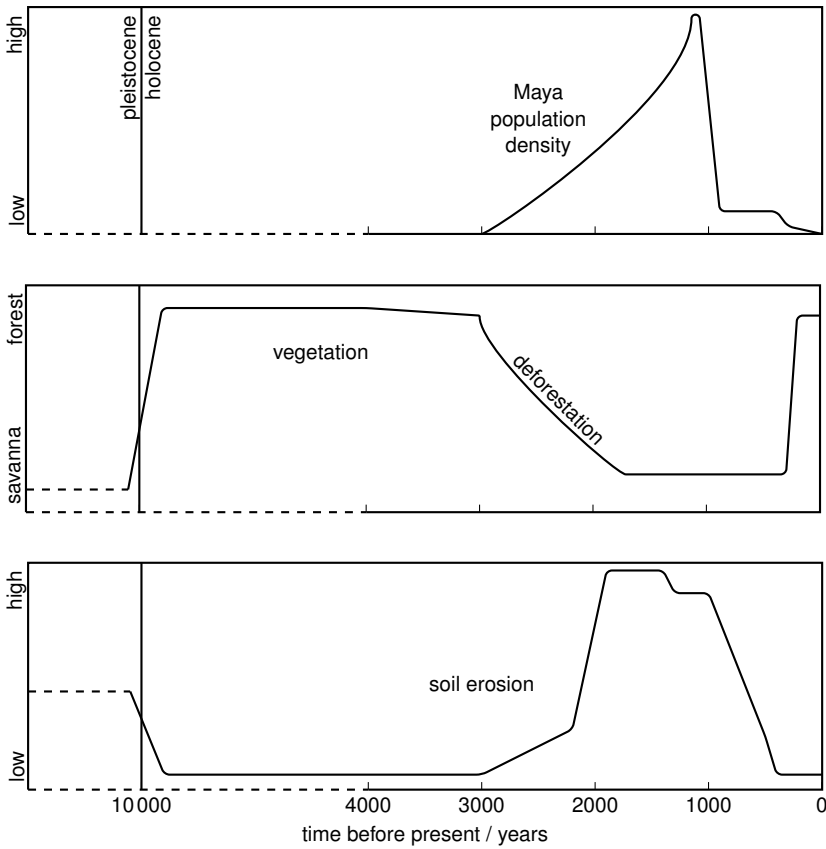 high
low
pleistocene
holocene
Maya
population
density
forest
savanna
vegetation
deforestation
high
low
soil erosion
10000
4000
3000
2000
1000
0
time before present / years